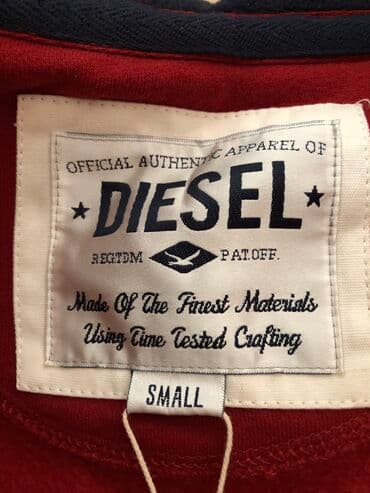 OFFICIAL AUTHENTIC APPAREL OF
★ DIESEL ★
REGTDM PAT.OFF.
Made Of The Finest Materials
Using Time Tested Crafting
SMALL